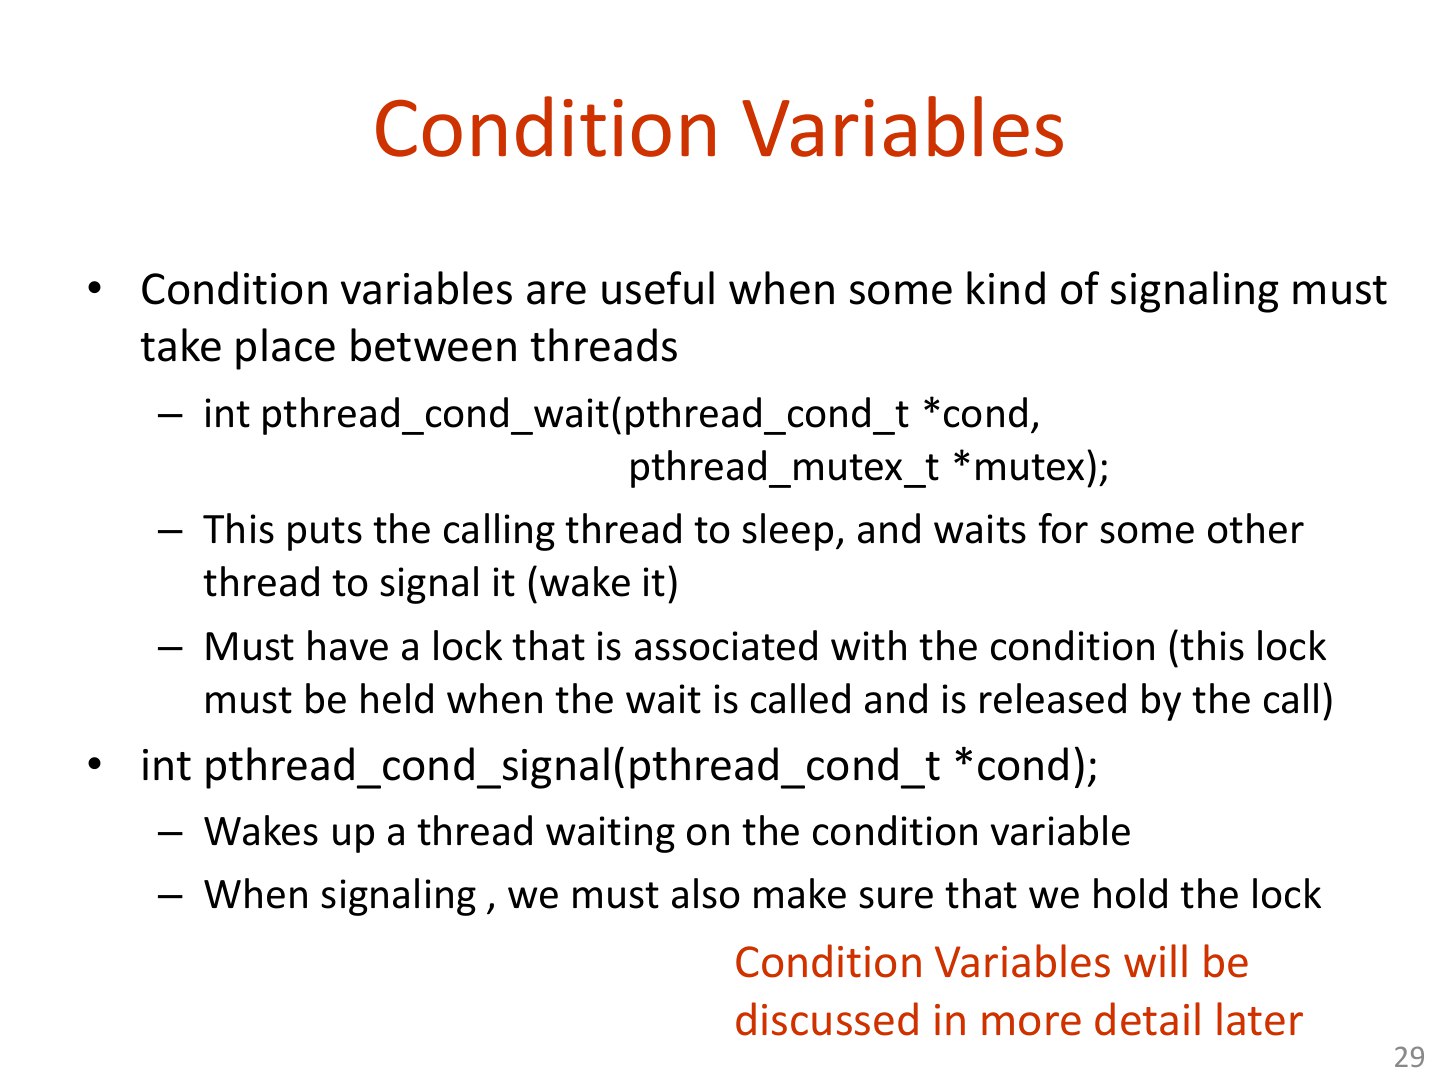 Condition Variables
• Condition variables are useful when some kind of signaling must
take place between threads
– int pthread_cond_wait(pthread_cond_t *cond,
pthread_mutex_t *mutex);
– This puts the calling thread to sleep, and waits for some other
thread to signal it (wake it)
– Must have a lock that is associated with the condition (this lock
must be held when the wait is called and is released by the call)
• int pthread_cond_signal(pthread_cond_t *cond);
– Wakes up a thread waiting on the condition variable
– When signaling , we must also make sure that we hold the lock
Condition Variables will be
discussed in more detail later
29